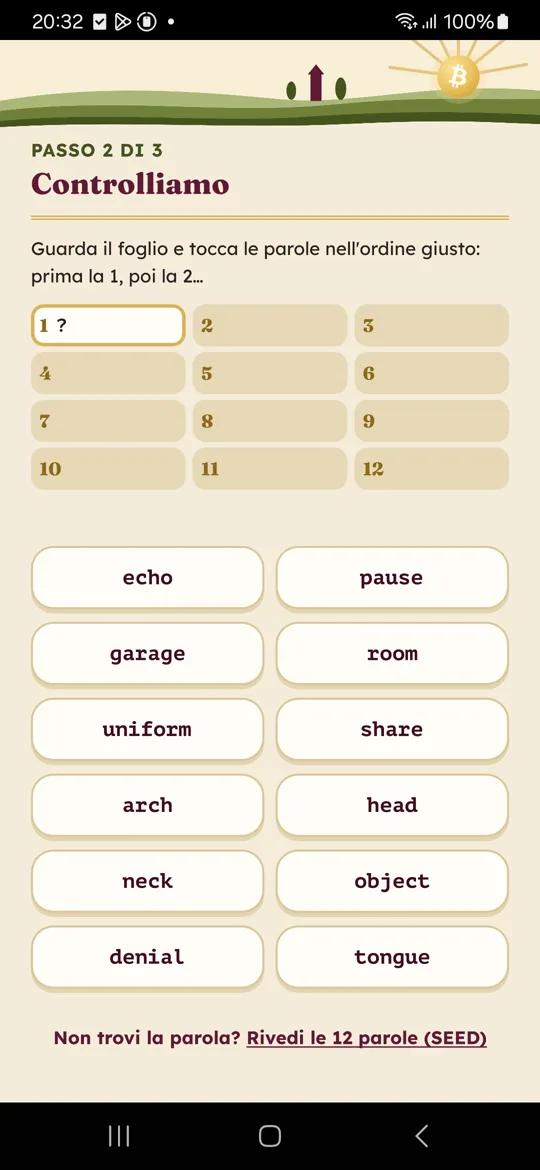 20:32
100%
PASSO 2 DI 3
Controlliamo
Guarda il foglio e tocca le parole nell'ordine giusto:
prima la 1, poi la 2...
1 ? 2 3
4 5 6
7 8 9
10 11 12
echo pause
garage room
uniform share
arch head
neck object
denial tongue
Non trovi la parola? Rivedi le 12 parole (SEED)